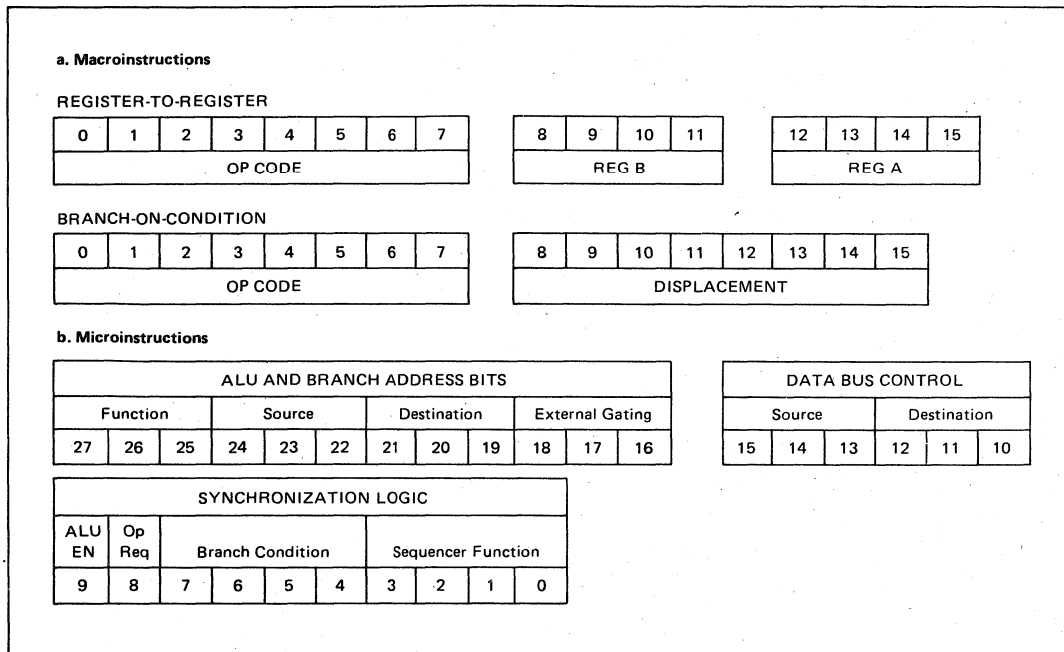 a. Macroinstructions
REGISTER-TO-REGISTER
0 1 2 3 4 5 6 7 8 9 10 11 12 13 14 15
OP CODE REG B REG A
BRANCH-ON-CONDITION
0 1 2 3 4 5 6 7 8 9 10 11 12 13 14 15
OP CODE DISPLACEMENT
b. Microinstructions
ALU AND BRANCH ADDRESS BITS DATA BUS CONTROL
Function Source Destination External Gating Source Destination
27 26 25 24 23 22 21 20 19 18 17 16 15 14 13 12 11 10
SYNCHRONIZATION LOGIC
ALU Op
EN Req Branch Condition Sequencer Function
9 8 7 6 5 4 3 2 1 0